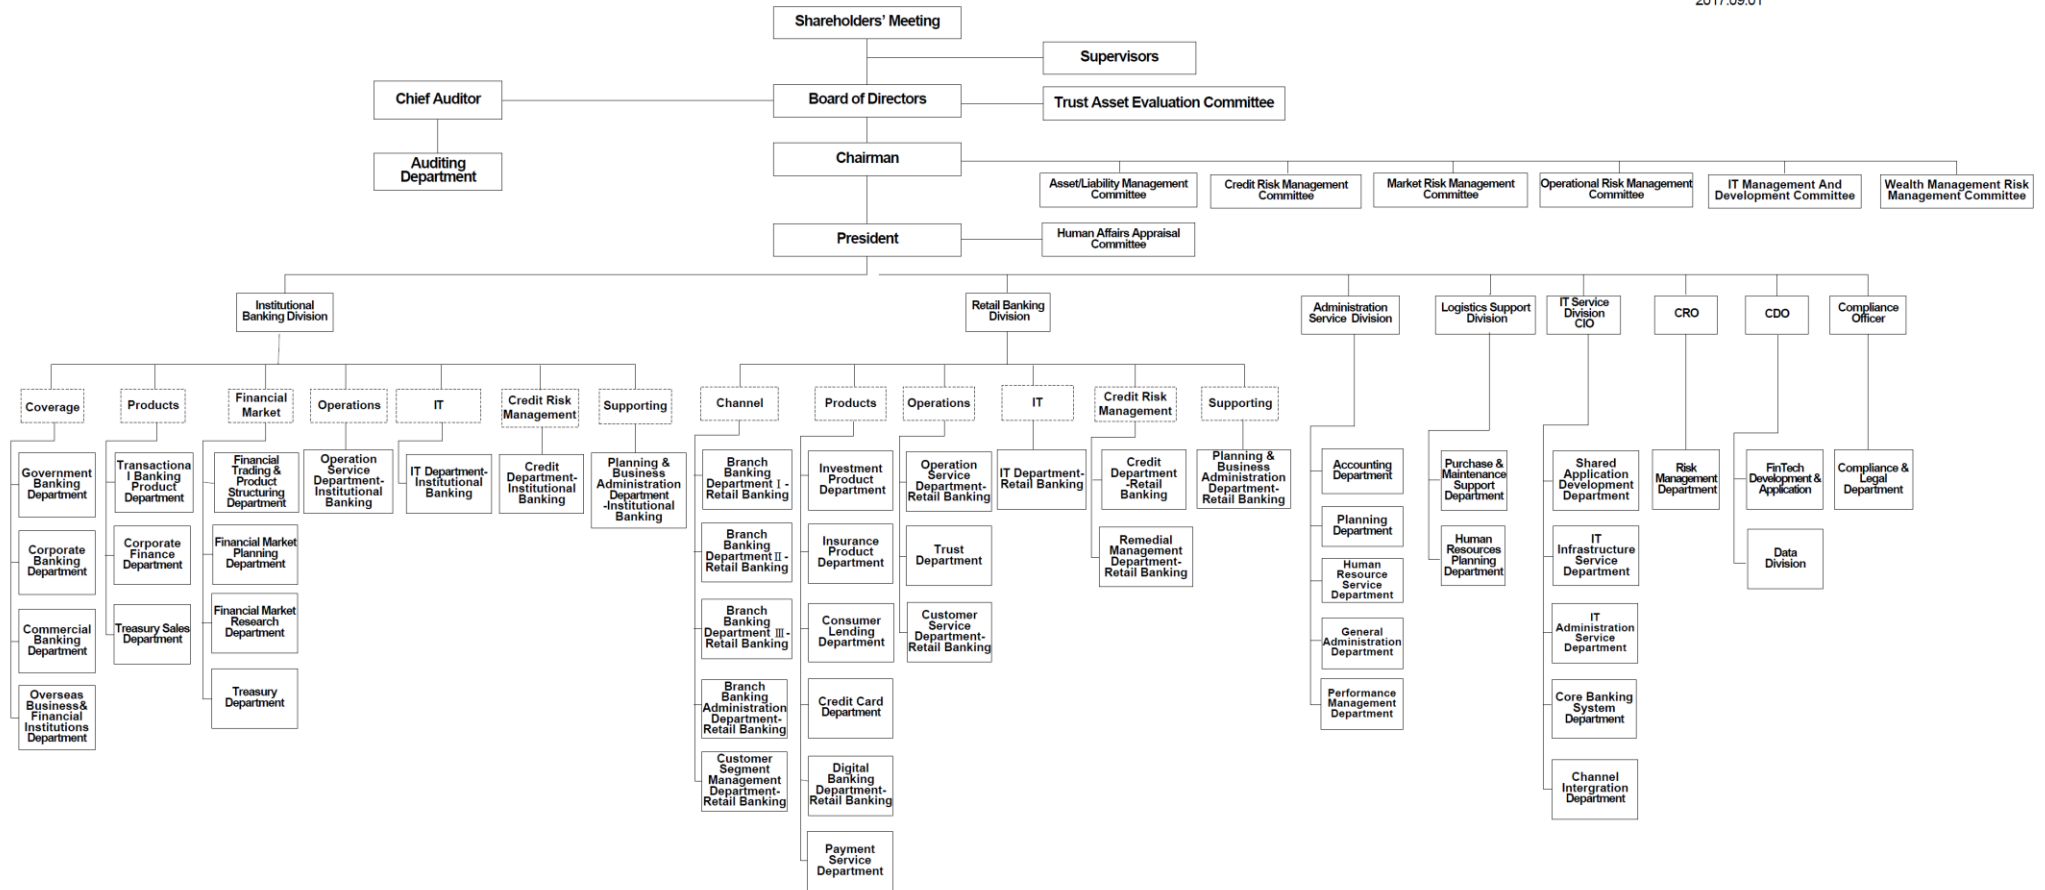 2017.09.01
Shareholders' Meeting
Supervisors
Chief Auditor
Board of Directors
Trust Asset Evaluation Committee
Auditing
Department
Chairman
Asset/Liability Management
Committee
Credit Risk Management
Committee
Market Risk Management
Committee
Operational Risk Management
Committee
IT Management And
Development Committee
Wealth Management Risk
Management Committee
President
Human Affairs Appraisal
Committee
Institutional
Banking Division
Retail Banking
Division
Administration
Service Division
Logistics Support
Division
IT Service
Division
CIO
CRO
CDO
Compliance
Officer
Coverage
Products
Financial
Market
Operations
IT
Credit Risk
Management
Supporting
Channel
Products
Operations
IT
Credit Risk
Management
Supporting
Government
Banking
Department
Corporate
Banking
Department
Commercial
Banking
Department
Overseas
Business&
Financial
Institutions
Department
Transactiona
l Banking
Product
Department
Corporate
Finance
Department
Treasury Sales
Department
Financial
Trading &
Product
Structuring
Department
Financial Market
Planning
Department
Financial Market
Research
Department
Treasury
Department
Operation
Service
Department-
Institutional
Banking
IT Department-
Institutional
Banking
Credit
Department-
Institutional
Banking
Planning &
Business
Administration
Department
-Institutional
Banking
Branch
Banking
Department Ⅰ -
Retail Banking
Branch
Banking
Department Ⅱ -
Retail Banking
Branch
Banking
Department Ⅲ -
Retail Banking
Branch
Banking
Administration
Department-
Retail Banking
Customer
Segment
Management
Department-
Retail Banking
Investment
Product
Department
Insurance
Product
Department
Consumer
Lending
Department
Credit Card
Department
Digital
Banking
Department-
Retail Banking
Payment
Service
Department
Operation
Service
Department-
Retail Banking
Trust
Department
Customer
Service
Department-
Retail Banking
IT Department-
Retail Banking
Credit
Department
-Retail
Banking
Remedial
Management
Department-
Retail Banking
Planning &
Business
Administration
Department-
Retail Banking
Accounting
Department
Planning
Department
Human
Resource
Service
Department
General
Administration
Department
Performance
Management
Department
Purchase &
Maintenance
Support
Department
Human
Resources
Planning
Department
Shared
Application
Development
Department
IT
Infrastructure
Service
Department
IT
Administration
Service
Department
Core Banking
System
Department
Channel
Intergration
Department
Risk
Management
Department
FinTech
Development &
Application
Data
Division
Compliance &
Legal
Department